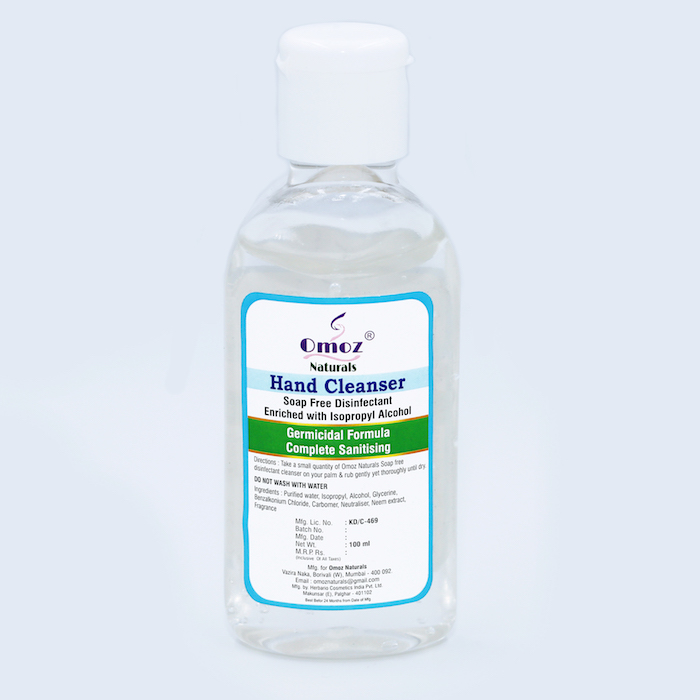 Omoz ®
Naturals
Hand Cleanser
Soap Free Disinfectant
Enriched with Isopropyl Alcohol
Germicidal Formula
Complete Sanitising
Directions : Take a small quantity of Omoz Naturals Soap free
disinfectant cleanser on your palm & rub gently yet thoroughly until dry.
DO NOT WASH WITH WATER
Ingredients : Purified water, Isopropyl, Alcohol, Glycerine,
Benzalkonium Chloride, Carbomer, Neutraliser, Neem extract,
Fragrance
Mfg. Lic. No. : KD/C-469
Batch No. :
Mfg. Date :
Net Wt. : 100 ml
M.R.P Rs. :
(Inclusive Of All Taxes)
Mfg. for Omoz Naturals
Vazira Naka, Borivali (W), Mumbai - 400 092
Email : omoznaturals@gmail.com
Mfg. by. Herbario Cosmetics India Pvt. Ltd.
Makunsar (E), Palghar - 401102
Best Befor 24 Months from Date of Mfg